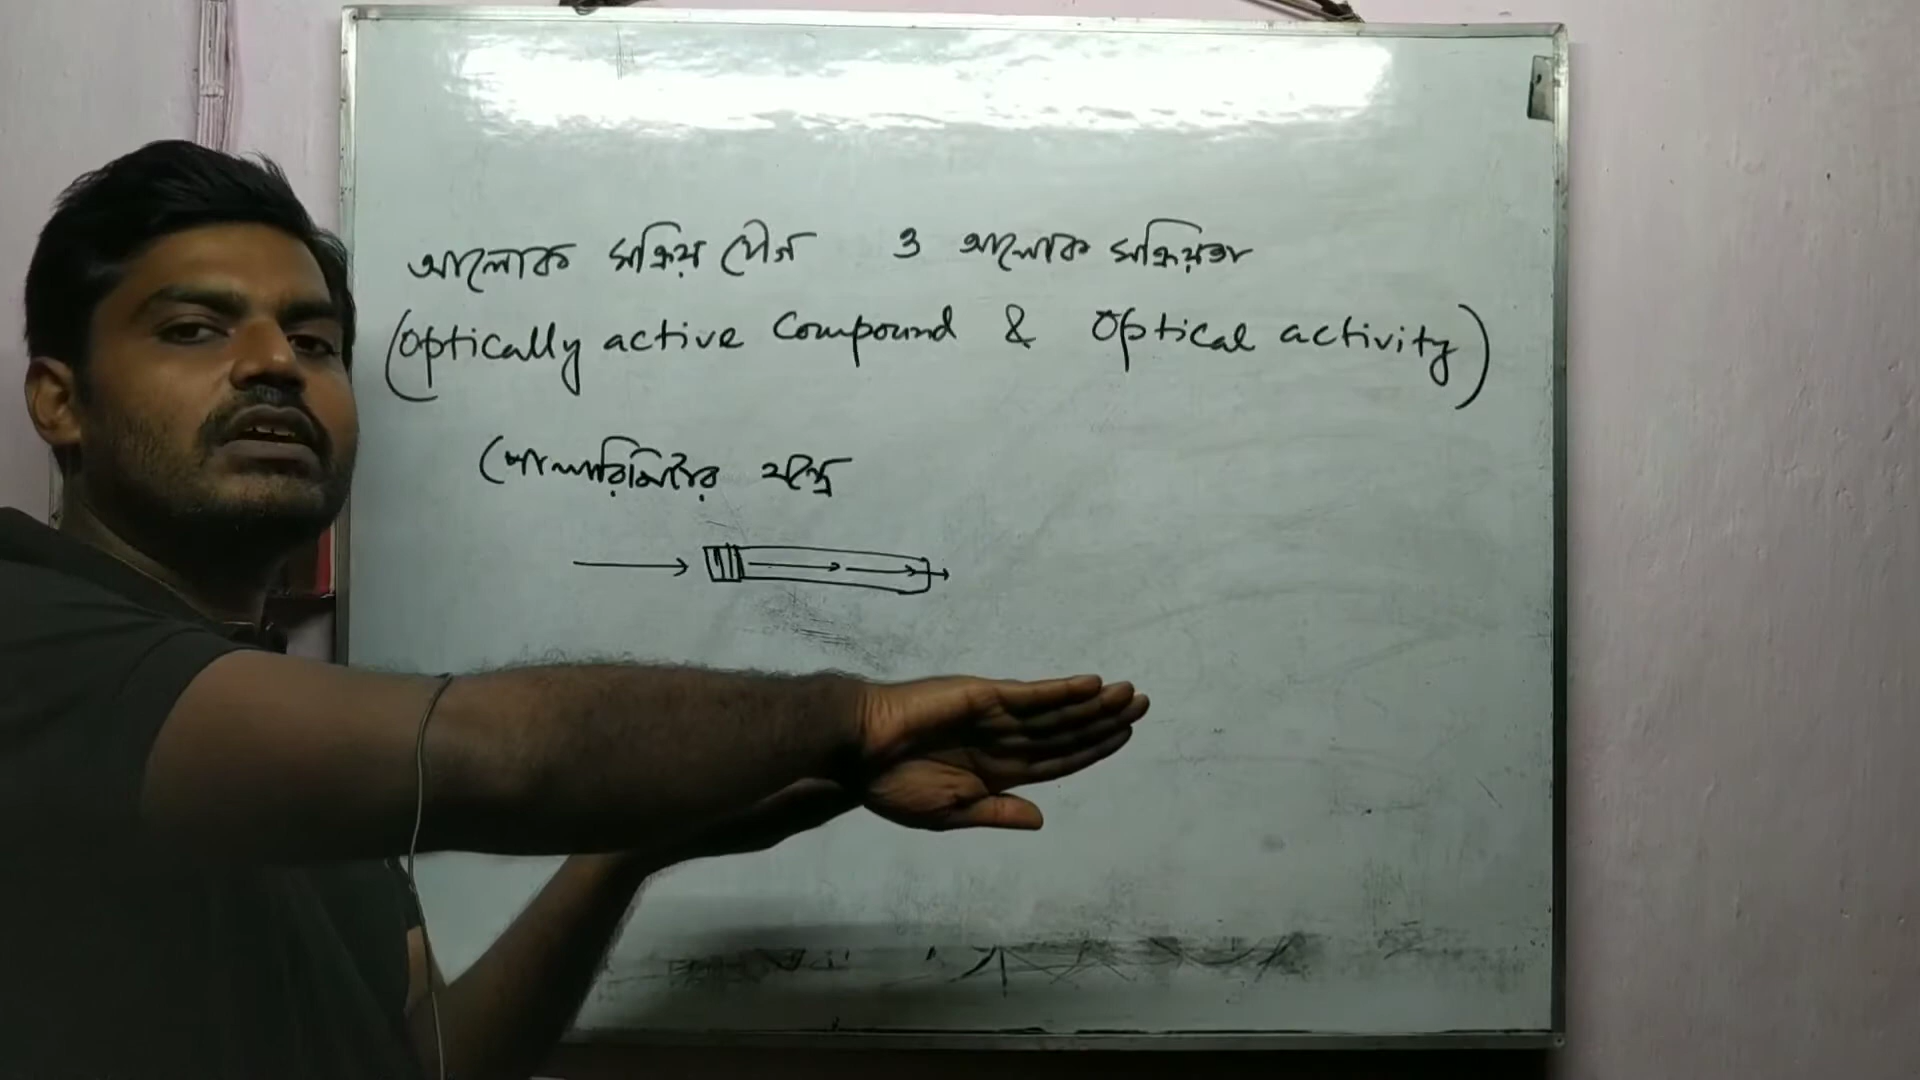 আলোক সক্রিয় যৌগ ও আলোক সক্রিয়তা
(optically active compound & optical activity)
পোলারিমিটার যন্ত্র